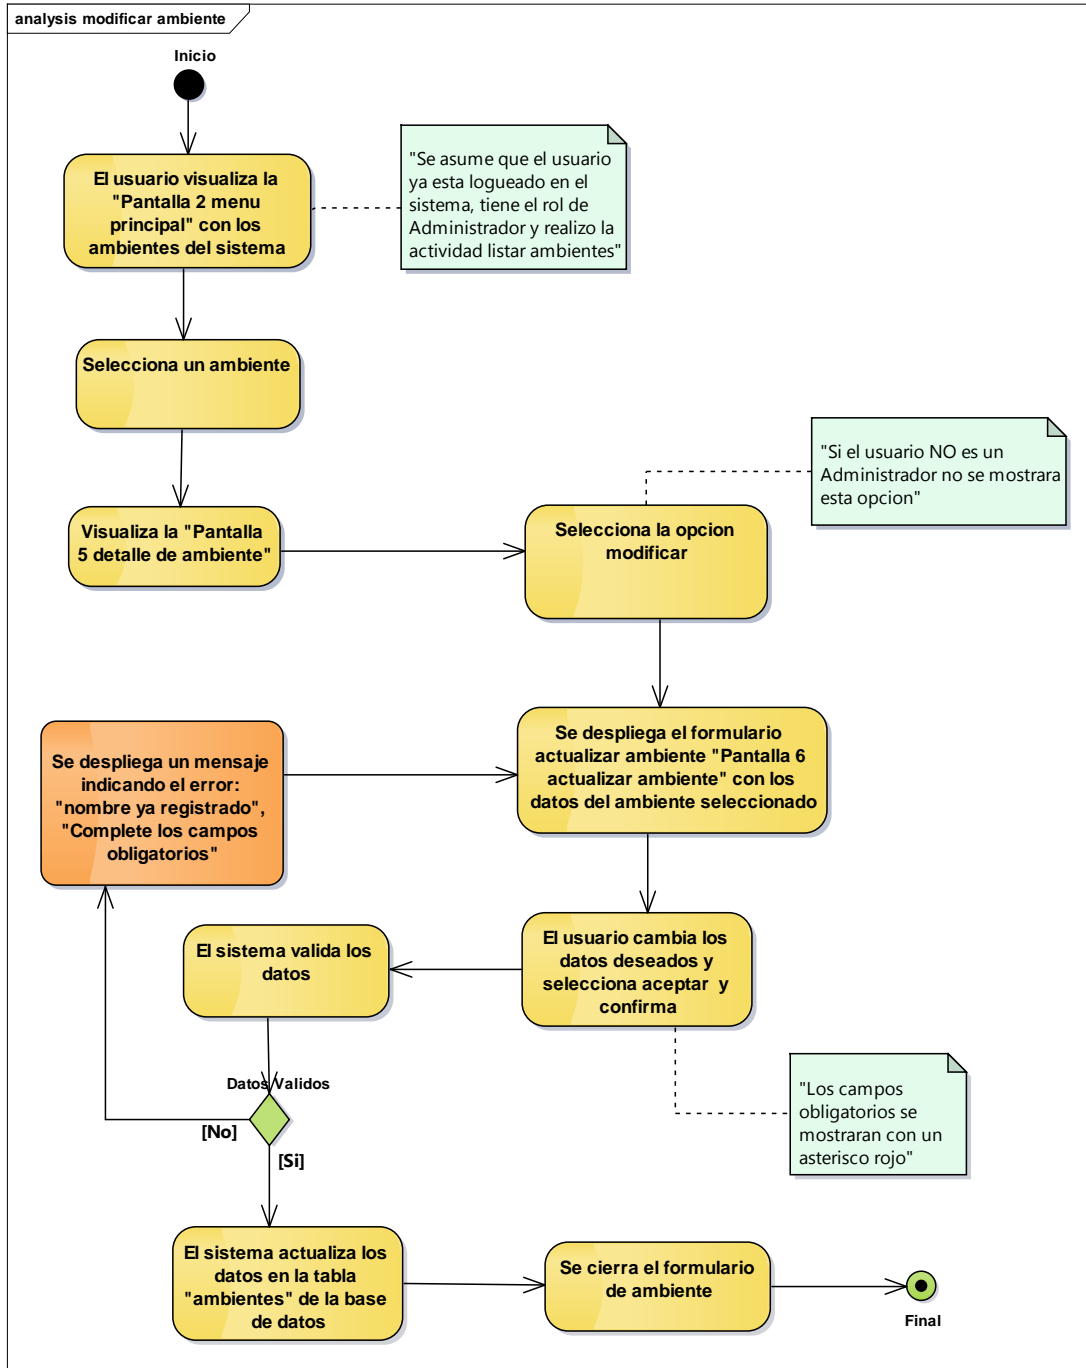 analysis modificar ambiente
Inicio
El usuario visualiza la
"Pantalla 2 menu
principal" con los
ambientes del sistema
"Se asume que el usuario
ya esta logueado en el
sistema, tiene el rol de
Administrador y realizo la
actividad listar ambientes"
Selecciona un ambiente
"Si el usuario NO es un
Administrador no se mostrara
esta opcion"
Visualiza la "Pantalla
5 detalle de ambiente"
Selecciona la opcion
modificar
Se despliega un mensaje
indicando el error:
"nombre ya registrado",
"Complete los campos
obligatorios"
Se despliega el formulario
actualizar ambiente "Pantalla 6
actualizar ambiente" con los
datos del ambiente seleccionado
El sistema valida los
datos
El usuario cambia los
datos deseados y
selecciona aceptar  y
confirma
Datos Validos
[No]
[Si]
"Los campos
obligatorios se
mostraran con un
asterisco rojo"
El sistema actualiza los
datos en la tabla
"ambientes" de la base
de datos
Se cierra el formulario
de ambiente
Final